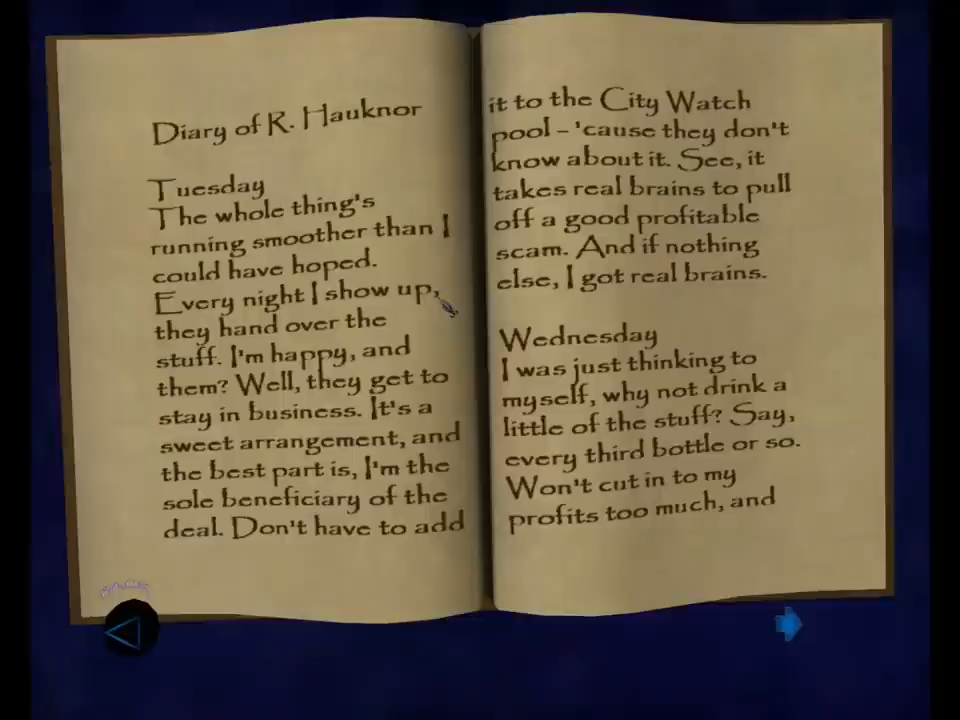 Diary of R. Hauknor
Tuesday
The whole thing's
running smoother than I
could have hoped.
Every night I show up,
they hand over the
stuff. I'm happy, and
them? Well, they get to
stay in business. It's a
sweet arrangement, and
the best part is, I'm the
sole beneficiary of the
deal. Don't have to add
it to the City Watch
pool - 'cause they don't
know about it. See, it
takes real brains to pull
off a good profitable
scam. And if nothing
else, I got real brains.
Wednesday
I was just thinking to
myself, why not drink a
little of the stuff? Say,
every third bottle or so.
Won't cut in to my
profits too much, and